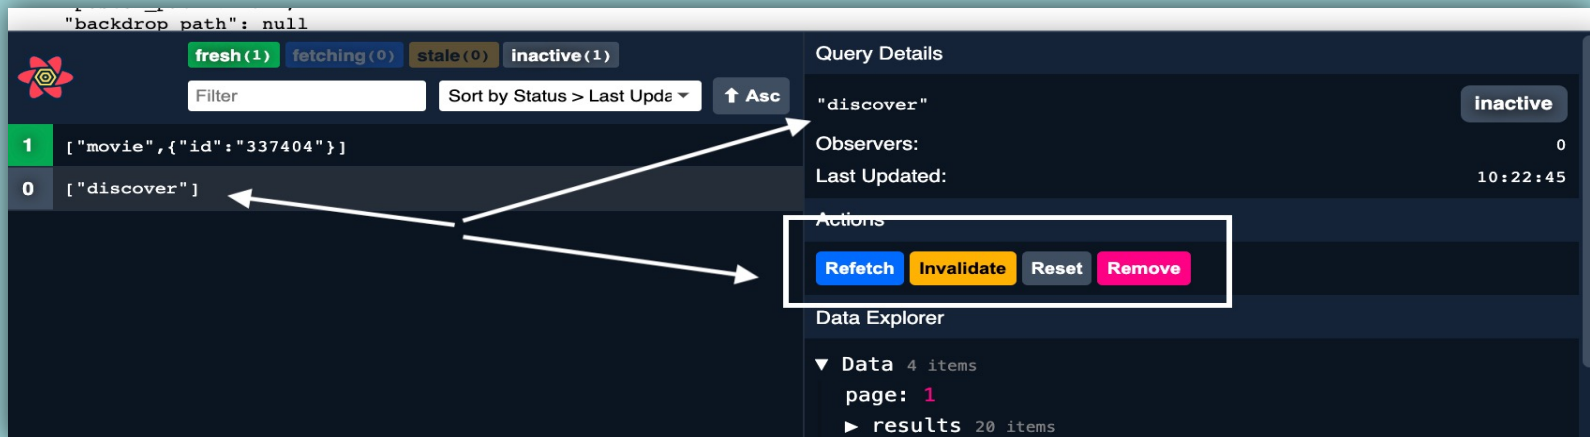 "backdrop_path": null
fresh (1) fetching (0) stale (0) inactive (1)
Filter
Sort by Status > Last Upda
Asc
1 ["movie",{"id":"337404"}]
0 ["discover"]
Query Details
"discover" inactive
Observers: 0
Last Updated: 10:22:45
Actions
Refetch Invalidate Reset Remove
Data Explorer
▼ Data 4 items
page: 1
▶ results 20 items